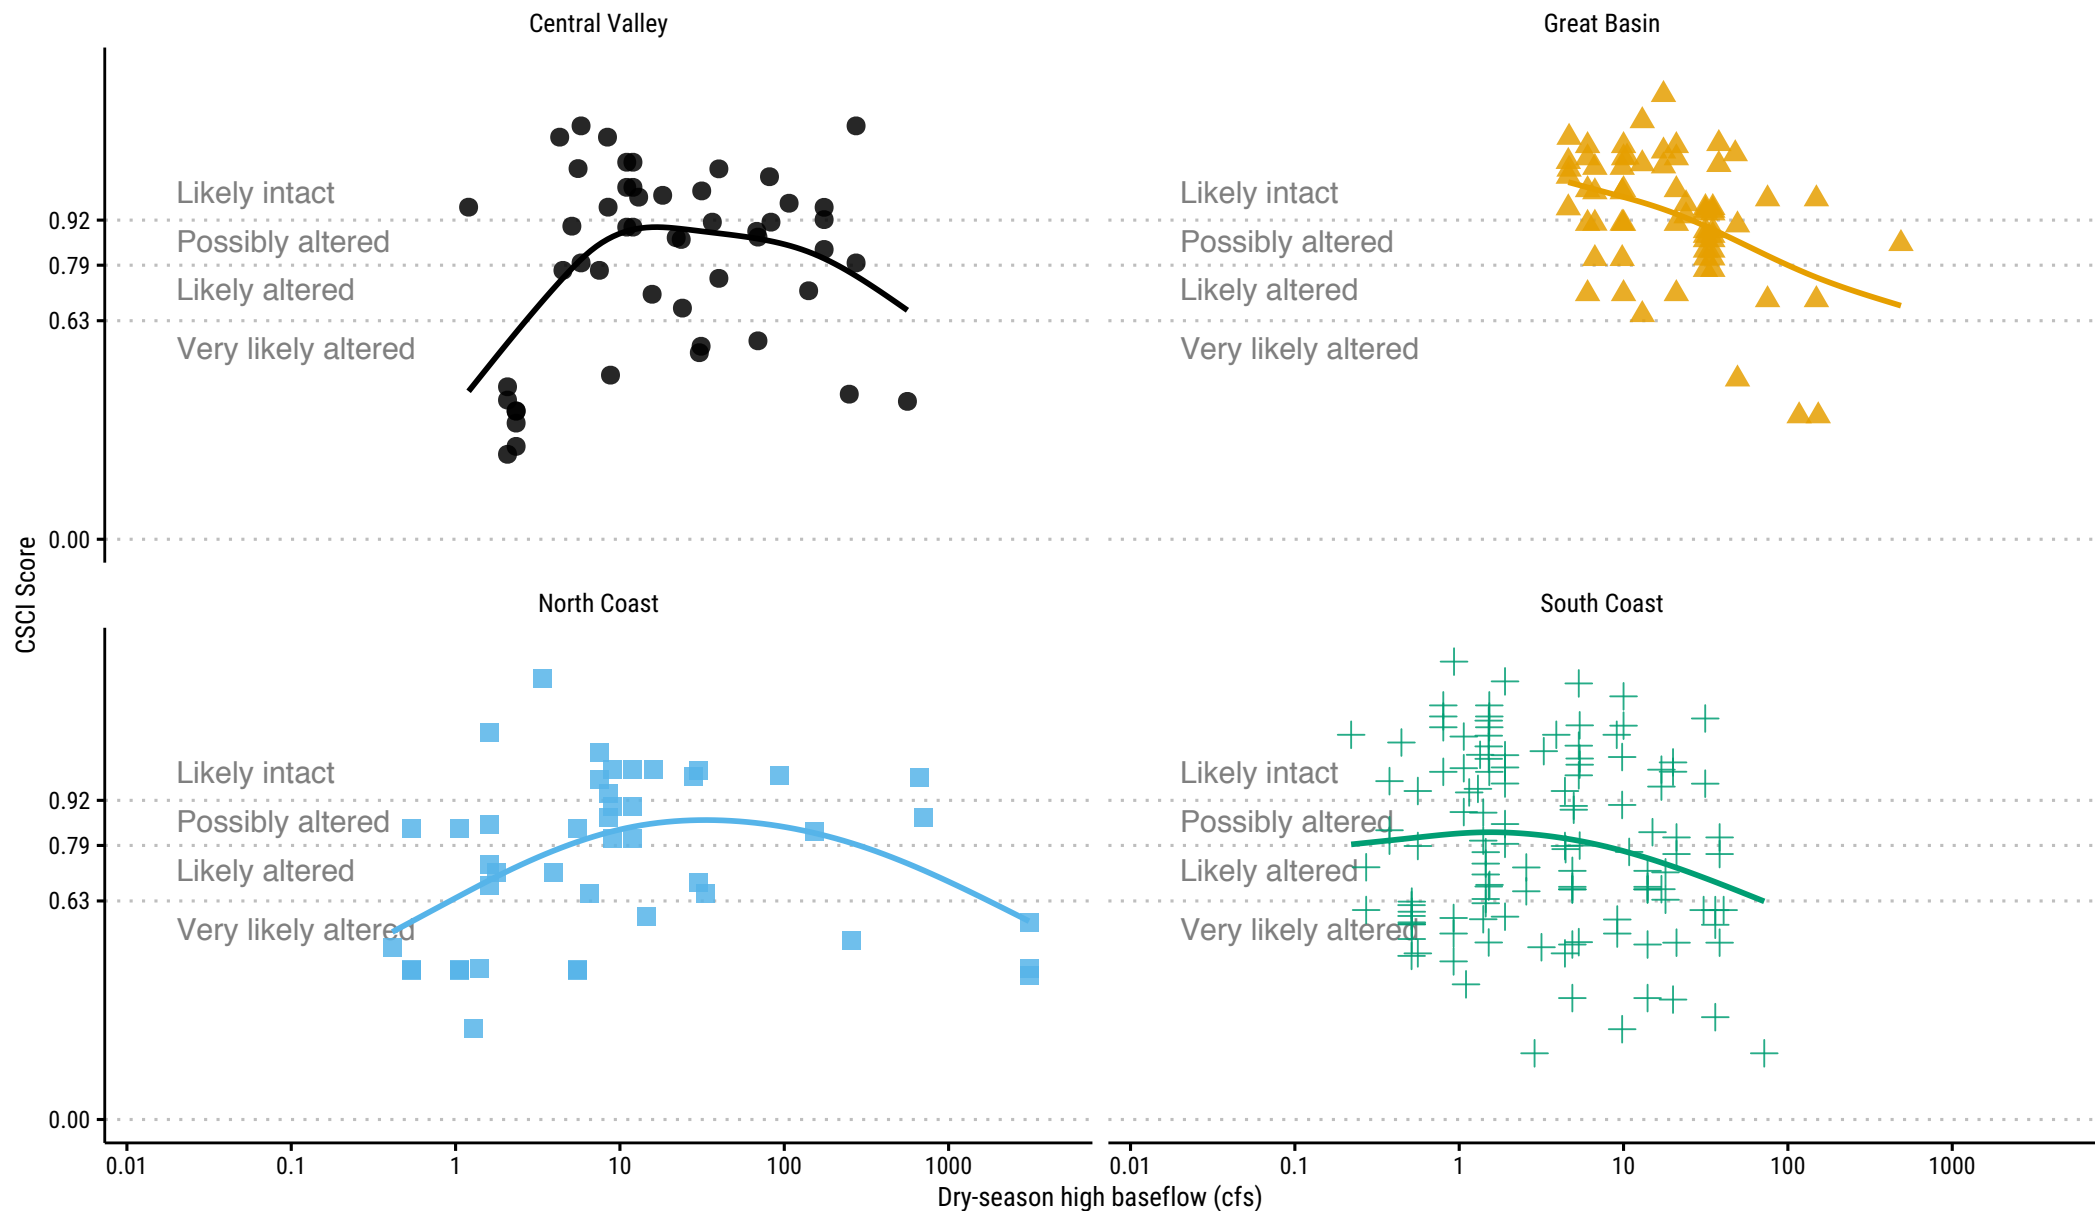 Central Valley
Great Basin
Likely intact
Likely intact
0.92
Possibly altered
Possibly altered
0.79
Likely altered
Likely altered
0.63
Very likely altered
Very likely altered
0.00
CSCI Score
North Coast
South Coast
Likely intact
Likely intact
0.92
Possibly altered
Possibly altered
0.79
Likely altered
Likely altered
0.63
Very likely altered
Very likely altered
0.00
0.01 0.1 1 10 100 1000
0.01 0.1 1 10 100 1000
Dry-season high baseflow (cfs)